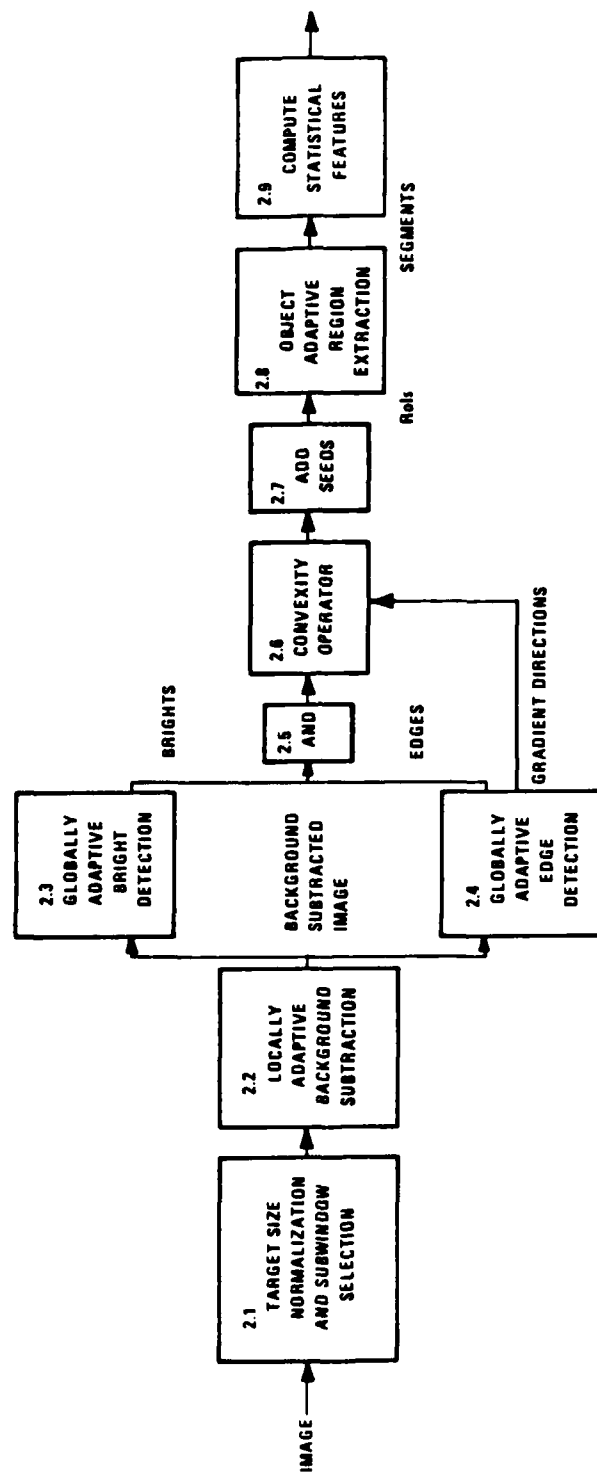 IMAGE
2.1
TARGET SIZE
NORMALIZATION
AND SUBWINDOW
SELECTION
2.2
LOCALLY
ADAPTIVE
BACKGROUND
SUBTRACTION
2.3
GLOBALLY
ADAPTIVE
BRIGHT
DETECTION
BACKGROUND
SUBTRACTED
IMAGE
2.4
GLOBALLY
ADAPTIVE
EDGE
DETECTION
BRIGHTS
2.5
AND
EDGES
GRADIENT DIRECTIONS
2.6
CONVEXITY
OPERATOR
2.7
ADD
SEEDS
RoIs
2.8
OBJECT
ADAPTIVE
REGION
EXTRACTION
SEGMENTS
2.9
COMPUTE
STATISTICAL
FEATURES